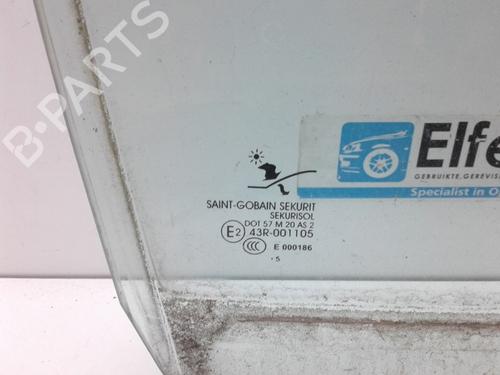 B-PARTS
Elfe
GEBRUIKTE, GEREVIS
Specialist in O
SAINT-GOBAIN SEKURIT
SEKURISOL
DOT 57 M 20 AS 2
E2 43R-001105
CCC E 000186
. 5